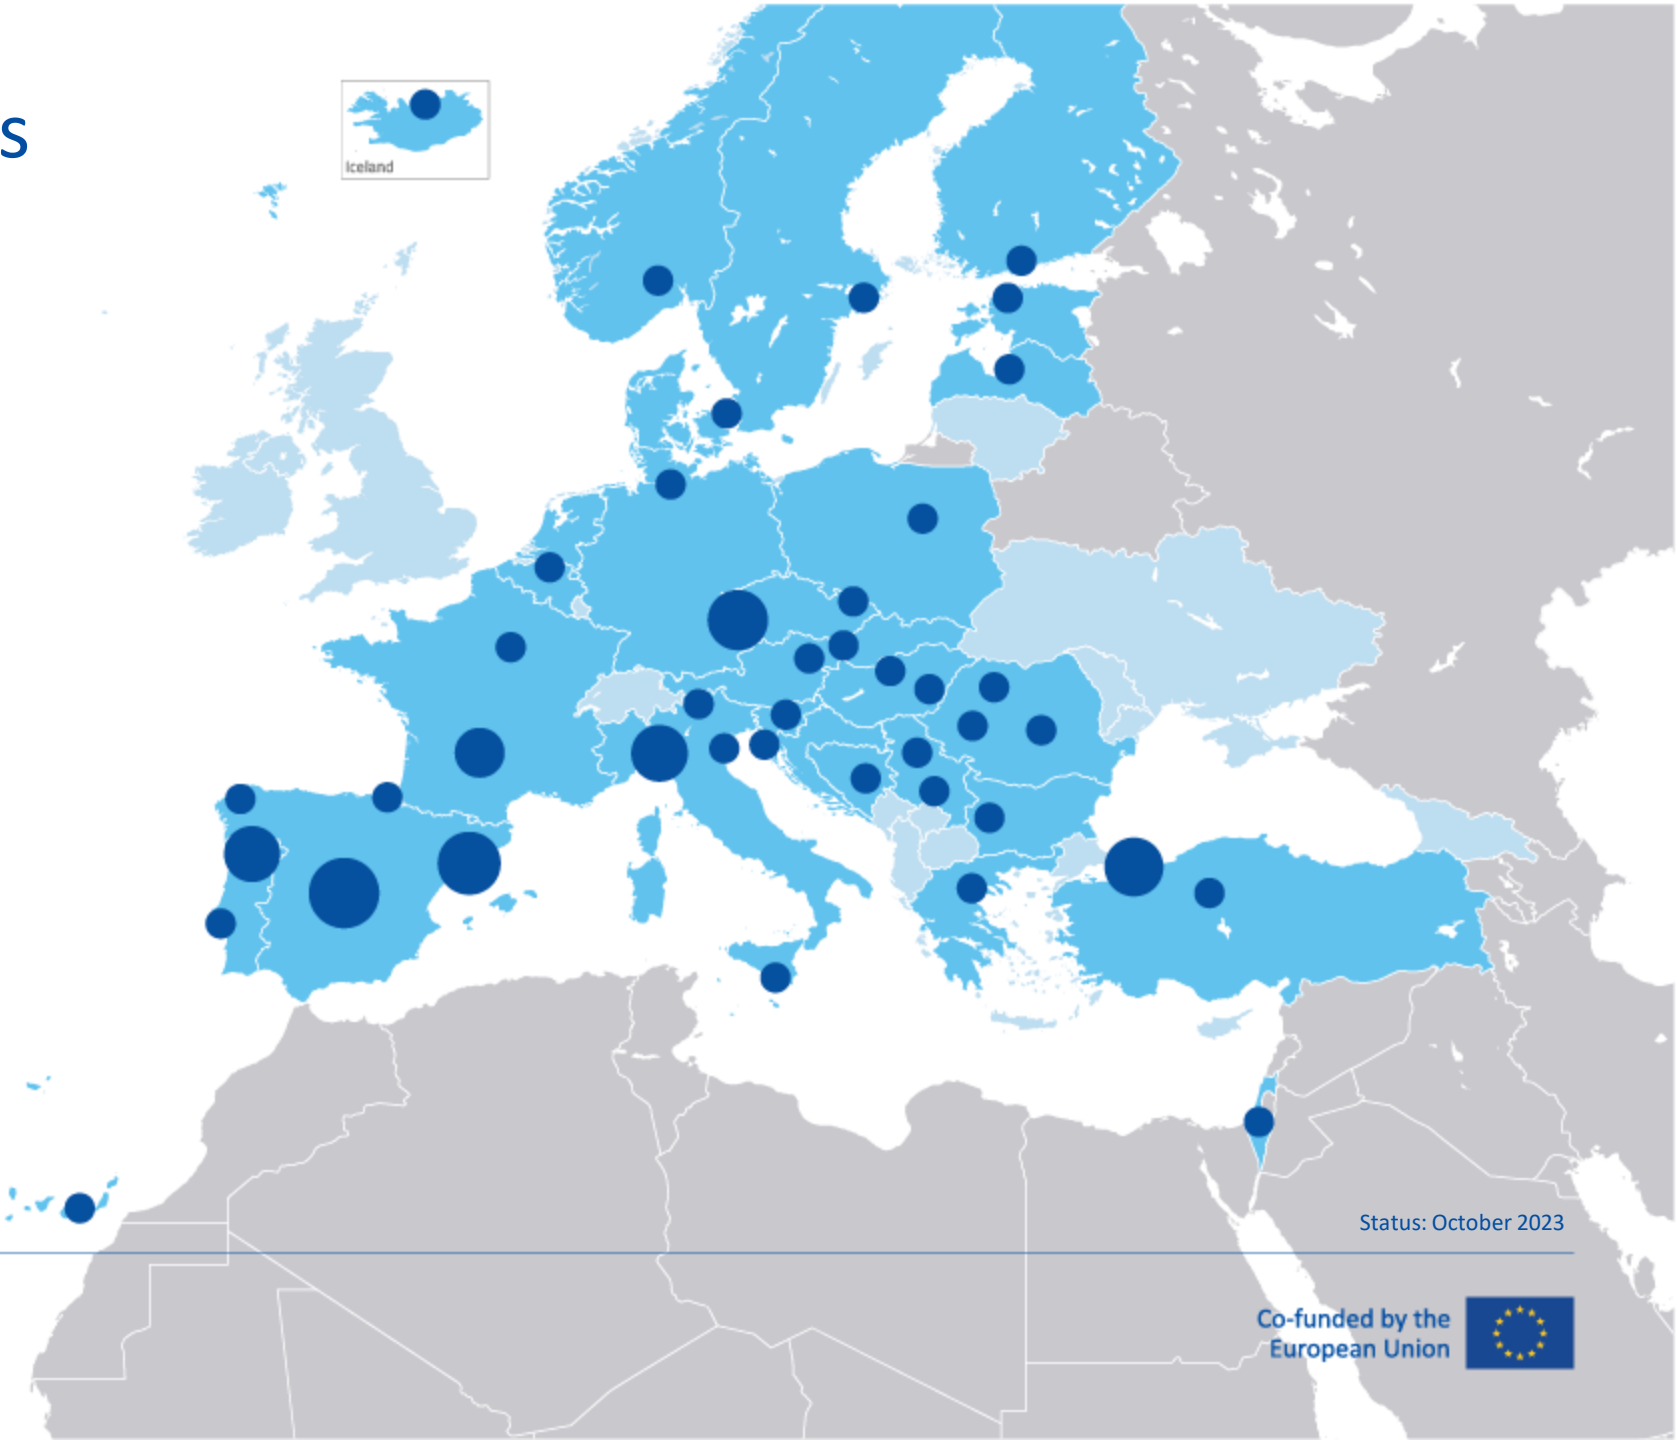 s
Iceland
Status: October 2023
Co-funded by the
European Union